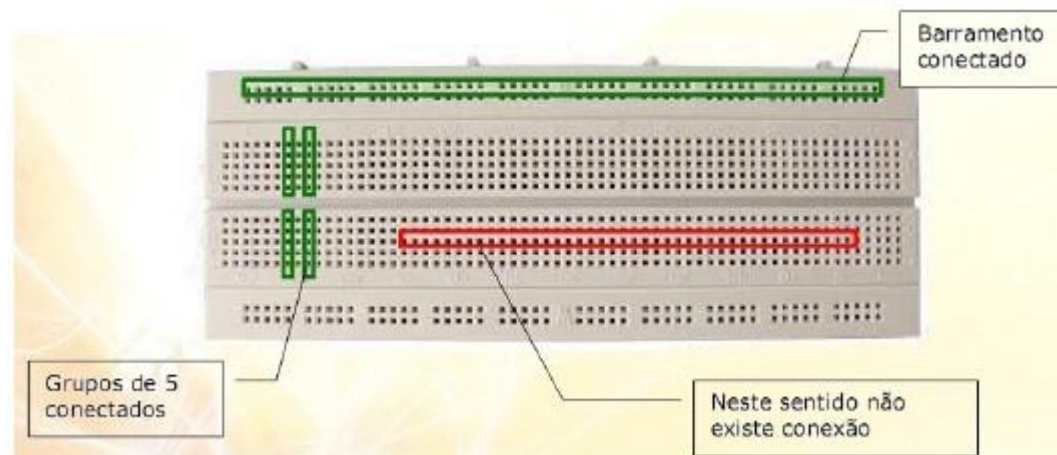 Barramento
conectado
Grupos de 5
conectados
Neste sentido não
existe conexão